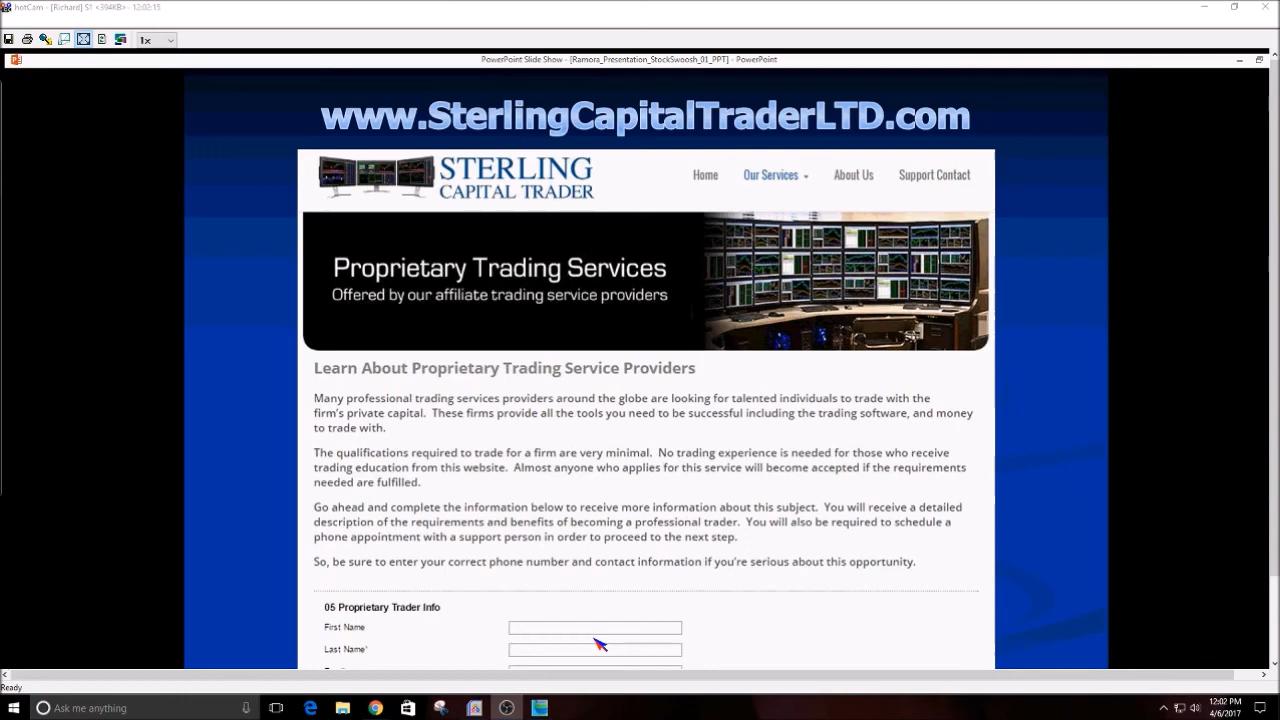 hotCam - [Richard] S1 <394KB> - 12:02:15
1x
PowerPoint Slide Show - [Ramora_Presentation_StockSwoosh_01_PPT] - PowerPoint
www.SterlingCapitalTraderLTD.com
STERLING
CAPITAL TRADER
Home Our Services About Us Support Contact
Proprietary Trading Services
Offered by our affiliate trading service providers
Learn About Proprietary Trading Service Providers
Many professional trading services providers around the globe are looking for talented individuals to trade with the
firm's private capital. These firms provide all the tools you need to be successful including the trading software, and money
to trade with.
The qualifications required to trade for a firm are very minimal. No trading experience is needed for those who receive
trading education from this website. Almost anyone who applies for this service will become accepted if the requirements
needed are fulfilled.
Go ahead and complete the information below to receive more information about this subject. You will receive a detailed
description of the requirements and benefits of becoming a professional trader. You will also be required to schedule a
phone appointment with a support person in order to proceed to the next step.
So, be sure to enter your correct phone number and contact information if you're serious about this opportunity.
05 Proprietary Trader Info
First Name
Last Name*
Ready
Ask me anything
12:02 PM
4/6/2017